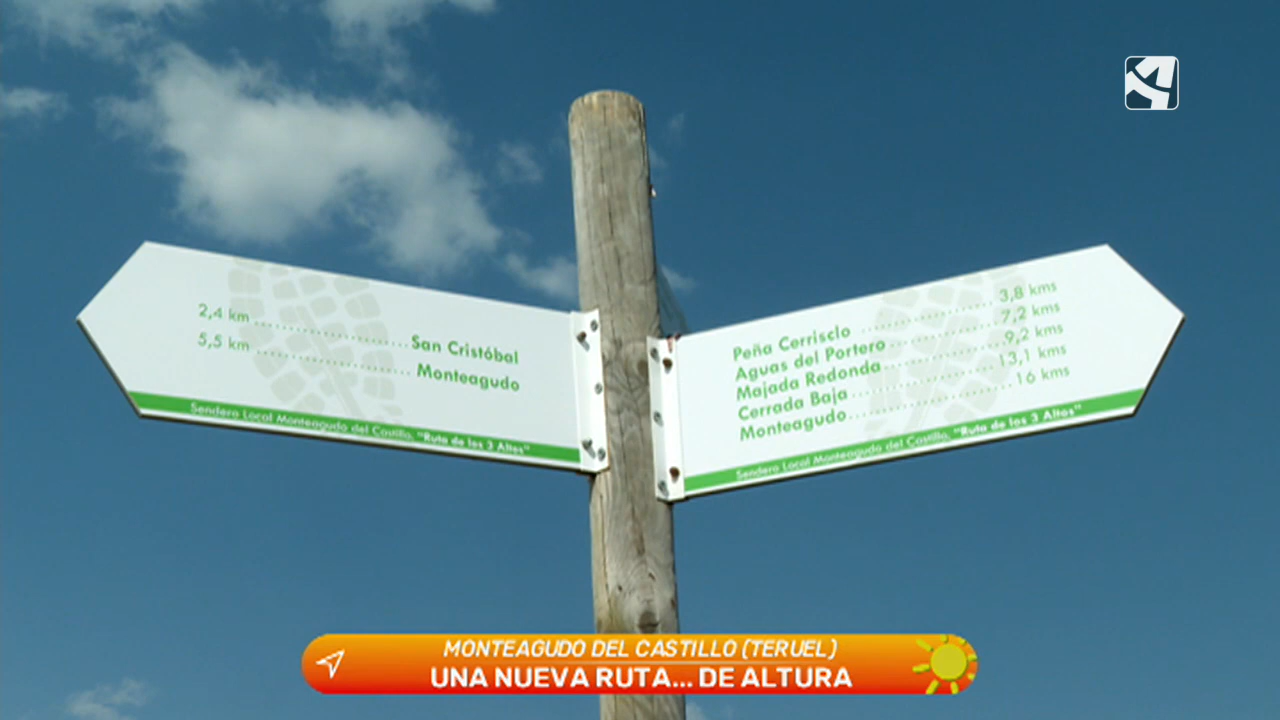 2,4 km ........................ San Cristóbal
5,5 km ........................ Monteagudo
Sendero Local Monteagudo del Castillo, "Ruta de los 3 Altos"
Peña Cerrisclo .................... 3,8 kms
Aguas del Portero ................ 7,2 kms
Majada Redonda ................ 9,2 kms
Cerrada Baja .................... 13,1 kms
Monteagudo ........................ 16 kms
Sendero Local Monteagudo del Castillo, "Ruta de los 3 Altos"
MONTEAGUDO DEL CASTILLO (TERUEL)
UNA NUEVA RUTA... DE ALTURA